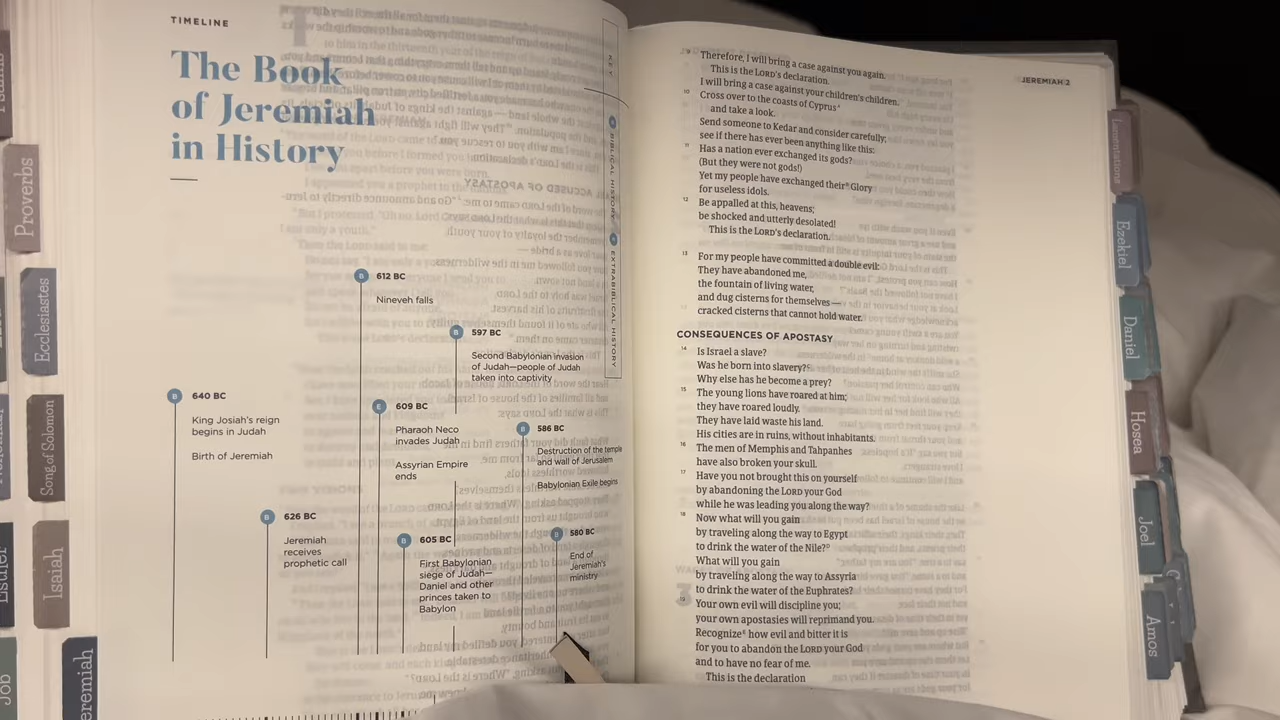 TIMELINE
The Book
of Jeremiah
in History
KEY
B BIBLICAL HISTORY
E EXTRABIBLICAL HISTORY
B 612 BC
Nineveh falls
B 597 BC
Second Babylonian invasion
of Judah—people of Judah
taken into captivity
B 640 BC
King Josiah's reign
begins in Judah
Birth of Jeremiah
E 609 BC
Pharaoh Neco
invades Judah
Assyrian Empire
ends
B 586 BC
Destruction of the temple
and wall of Jerusalem
Babylonian Exile begins
B 626 BC
Jeremiah
receives
prophetic call
B 605 BC
First Babylonian
siege of Judah—
Daniel and other
princes taken to
Babylon
B 580 BC
End of
Jeremiah's
ministry
JEREMIAH 2
Therefore, I will bring a case against you again.
This is the LORD's declaration.
I will bring a case against your children's children.
10 Cross over to the coasts of Cyprus
and take a look.
Send someone to Kedar and consider carefully;
see if there has ever been anything like this:
11 Has a nation ever exchanged its gods?
(But they were not gods!)
Yet my people have exchanged their Glory
for useless idols.
12 Be appalled at this, heavens;
be shocked and utterly desolated!
This is the LORD's declaration.
13 For my people have committed a double evil:
They have abandoned me,
the fountain of living water,
and dug cisterns for themselves—
cracked cisterns that cannot hold water.
CONSEQUENCES OF APOSTASY
14 Is Israel a slave?
Was he born into slavery?
Why else has he become a prey?
15 The young lions have roared at him;
they have roared loudly.
They have laid waste his land.
His cities are in ruins, without inhabitants.
16 The men of Memphis and Tahpanhes
have also broken your skull.
17 Have you not brought this on yourself
by abandoning the LORD your God
while he was leading you along the way?
18 Now what will you gain
by traveling along the way to Egypt
to drink the water of the Nile?
What will you gain
by traveling along the way to Assyria
to drink the water of the Euphrates?
19 Your own evil will discipline you;
your own apostasies will reprimand you.
Recognize how evil and bitter it is
for you to abandon the LORD your God
and to have no fear of me.
This is the declaration
Proverbs
Ecclesiastes
Song of Solomon
Isaiah
Job
Jeremiah
Lamentations
Ezekiel
Daniel
Hosea
Joel
Amos